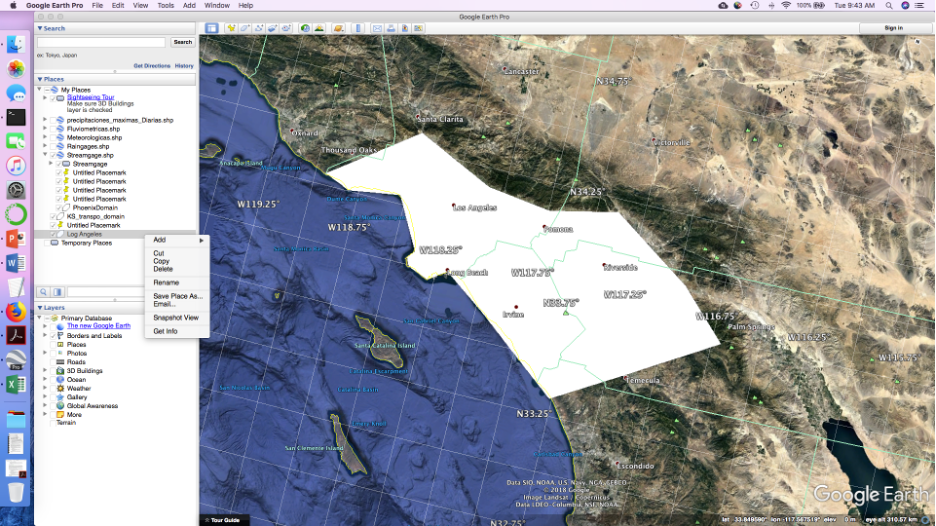 Google Earth Pro File Edit View Tools Add Window Help
100% Tue 9:43 AM
Google Earth Pro
Search
Search
ex: Tokyo, Japan
Get Directions History
Places
My Places
Sightseeing Tour
Make sure 3D Buildings
layer is checked
precipitaciones_maximas_Diarias.shp
Fluviometricas.shp
Meteorologicas.shp
Raingages.shp
Streamgage.shp
Streamgage
Untitled Placemark
Untitled Placemark
Untitled Placemark
Untitled Placemark
PhoenixDomain
KS_transpo_domain
Untitled Placemark
Log Angeles
Temporary Places
Add
Cut
Copy
Delete
Rename
Save Place As...
Email...
Snapshot View
Get Info
Layers
Primary Database
The new Google Earth
Borders and Labels
Places
Photos
Roads
3D Buildings
Ocean
Weather
Gallery
Global Awareness
More
Terrain
Sign in
Lancaster
N34.75°
Santa Clarita
Oxnard
Victorville
Thousand Oaks
Anacapa Island
N34.25°
W119.25°
Los Angeles
W118.75°
Pomona
W118.25°
Long Beach
W117.75°
Riverside
W117.25°
N33.75°
Irvine
W116.75°
Palm Springs
W116.25°
Santa Catalina Island
W115.75°
Catalina Escarpment
Temecula
N33.25°
San Clemente Island
Escondido
Data SIO, NOAA, U.S. Navy, NGA, GEBCO
© 2018 Google
Image Landsat / Copernicus
Data LDEO, Columbia, NSF, NOAA
Google Earth
N32.75°
Tour Guide
elev 0 m eye alt 310.57 km